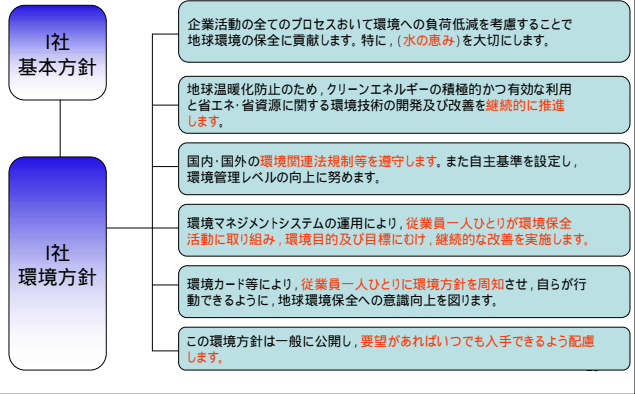 I社
基本方針
企業活動の全てのプロセスおいて環境への負荷低減を考慮することで
地球環境の保全に貢献します。特に,(水の恵み)を大切にします。
地球温暖化防止のため,クリーンエネルギーの積極的かつ有効な利用
と省エネ・省資源に関する環境技術の開発及び改善を継続的に推進
します。
国内・国外の環境関連法規制等を遵守します。また自主基準を設定し,
環境管理レベルの向上に努めます。
I社
環境方針
環境マネジメントシステムの運用により,従業員一人ひとりが環境保全
活動に取り組み,環境目的及び目標にむけ,継続的な改善を実施します。
環境カード等により,従業員一人ひとりに環境方針を周知させ,自らが行
動できるように,地球環境保全への意識向上を図ります。
この環境方針は一般に公開し,要望があればいつでも入手できるよう配慮
します。